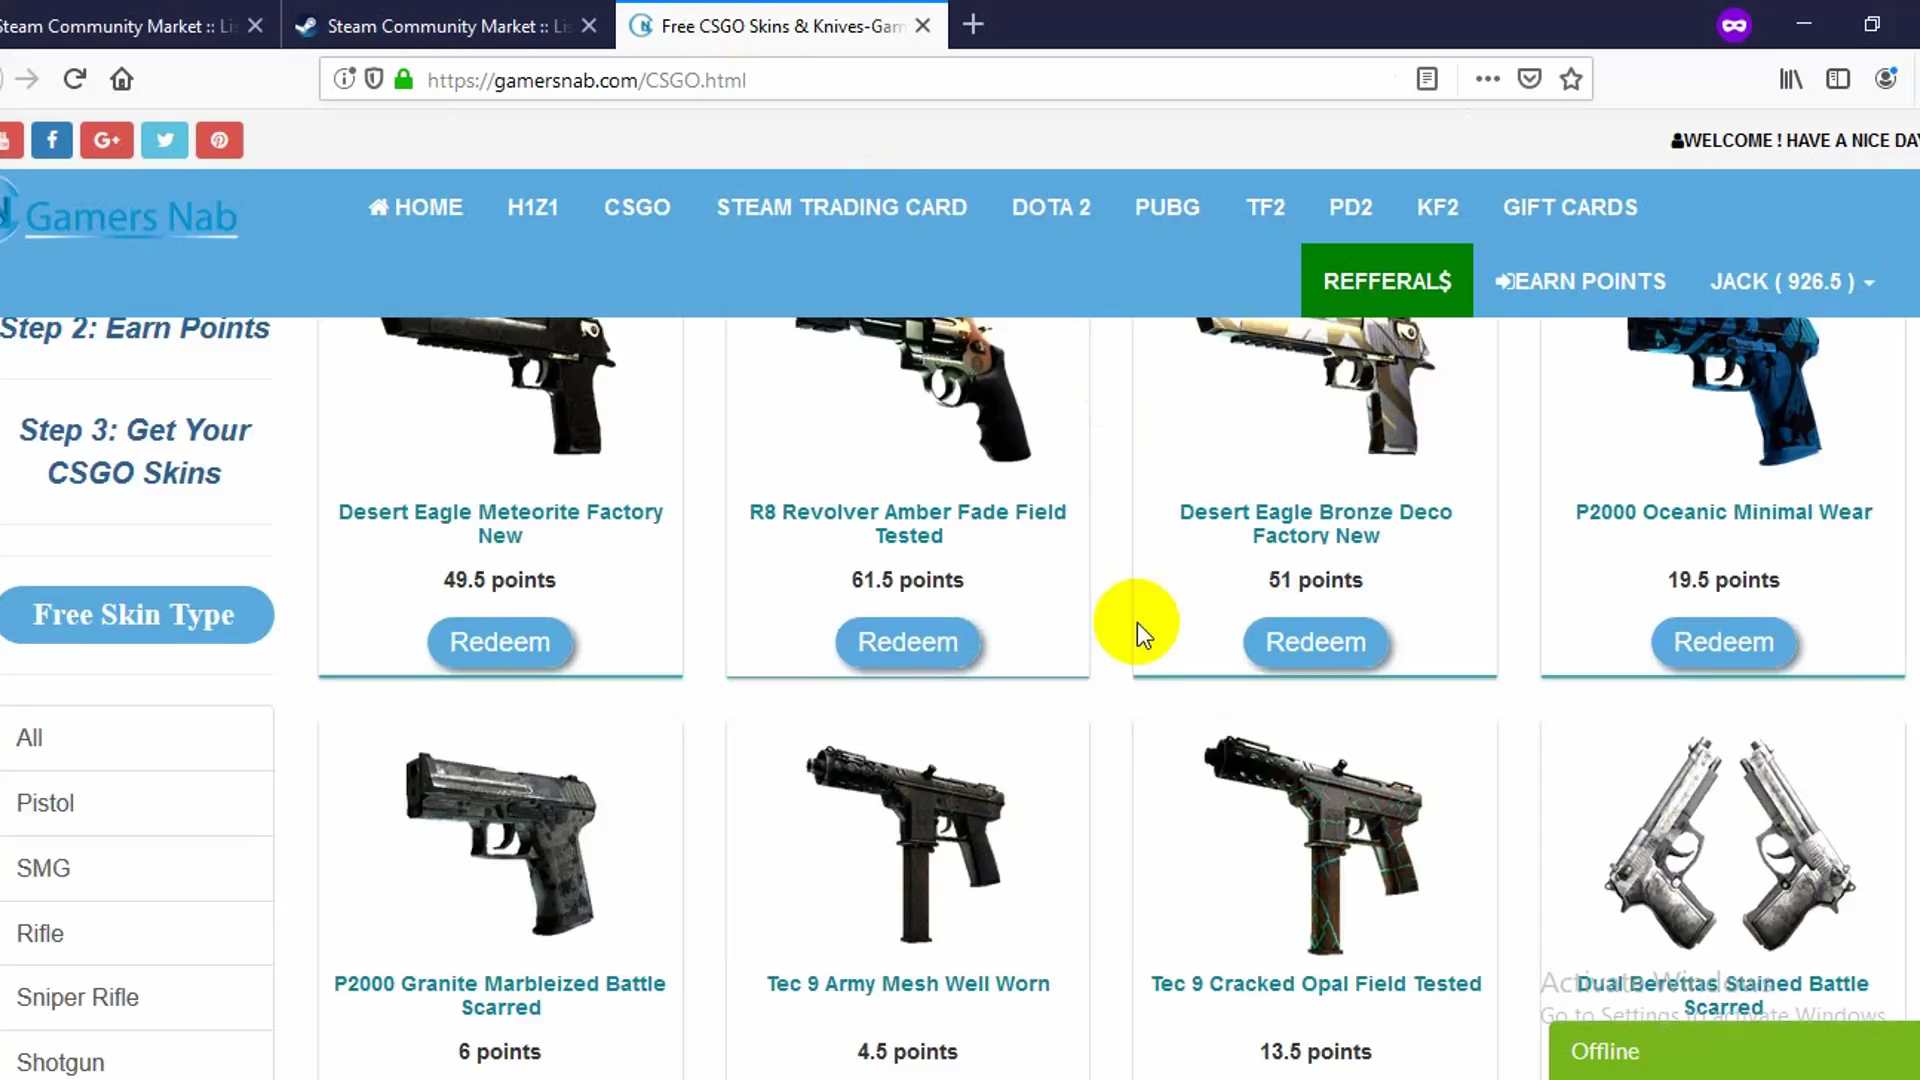 Steam Community Market :: Li
Steam Community Market :: Lis
Free CSGO Skins & Knives-Gam
https://gamersnab.com/CSGO.html
f
G+
WELCOME ! HAVE A NICE DAY
Gamers Nab
HOME
H1Z1
CSGO
STEAM TRADING CARD
DOTA 2
PUBG
TF2
PD2
KF2
GIFT CARDS
REFFERAL$
EARN POINTS
JACK ( 926.5 )
Step 2: Earn Points
Step 3: Get Your
CSGO Skins
Free Skin Type
All
Pistol
SMG
Rifle
Sniper Rifle
Shotgun
Desert Eagle Meteorite Factory
New
49.5 points
Redeem
R8 Revolver Amber Fade Field
Tested
61.5 points
Redeem
Desert Eagle Bronze Deco
Factory New
51 points
Redeem
P2000 Oceanic Minimal Wear
19.5 points
Redeem
P2000 Granite Marbleized Battle
Scarred
6 points
Tec 9 Army Mesh Well Worn
4.5 points
Tec 9 Cracked Opal Field Tested
13.5 points
Dual Berettas Stained Battle
Scarred
Activate Windows
Go to Settings to activate Windows.
Offline